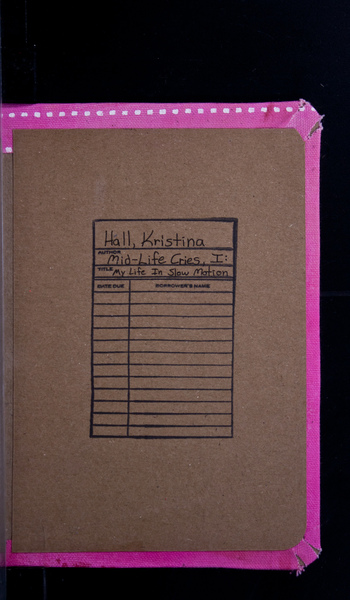 Hall, Kristina
AUTHOR
Mid-Life Cries, I:
TITLE My Life In Slow Motion
DATE DUE BORROWER'S NAME